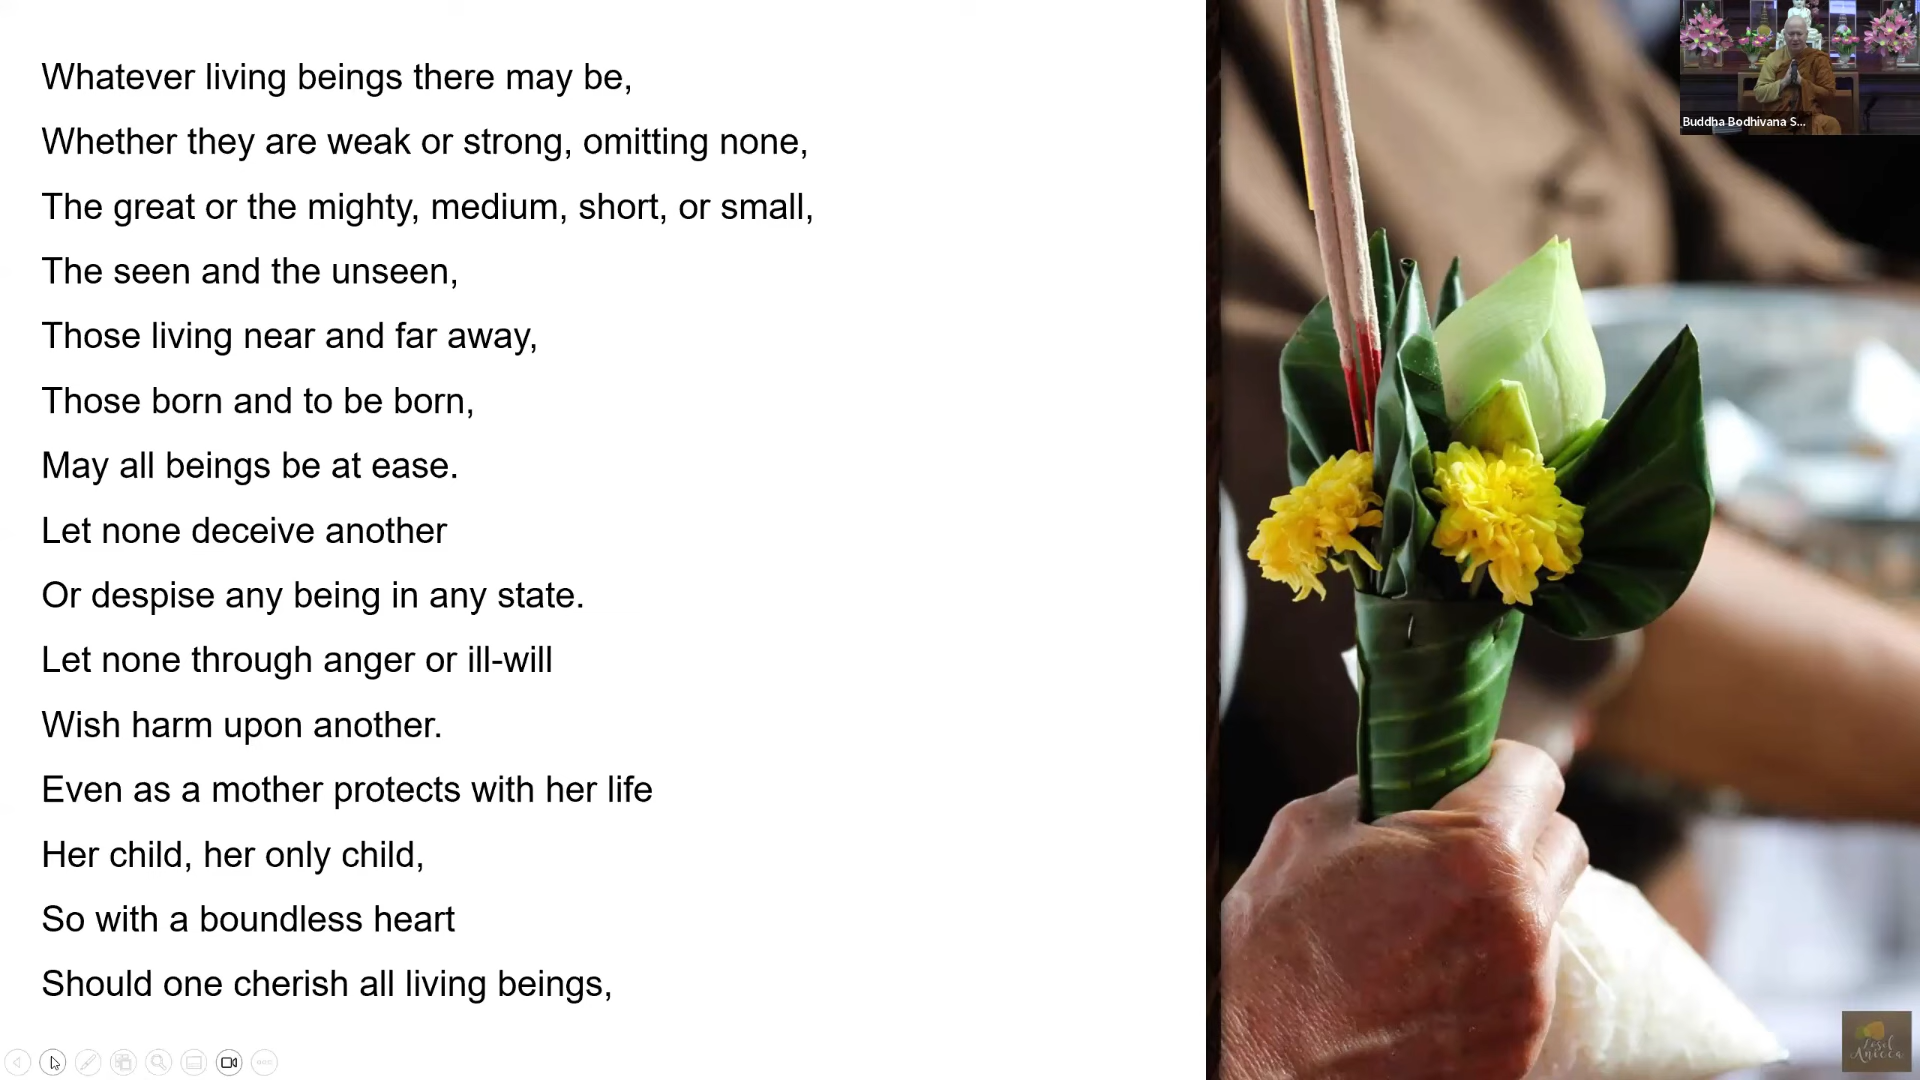 Whatever living beings there may be,
Whether they are weak or strong, omitting none,
The great or the mighty, medium, short, or small,
The seen and the unseen,
Those living near and far away,
Those born and to be born,
May all beings be at ease.
Let none deceive another
Or despise any being in any state.
Let none through anger or ill-will
Wish harm upon another.
Even as a mother protects with her life
Her child, her only child,
So with a boundless heart
Should one cherish all living beings,
Buddha Bodhivana S...
Anicca